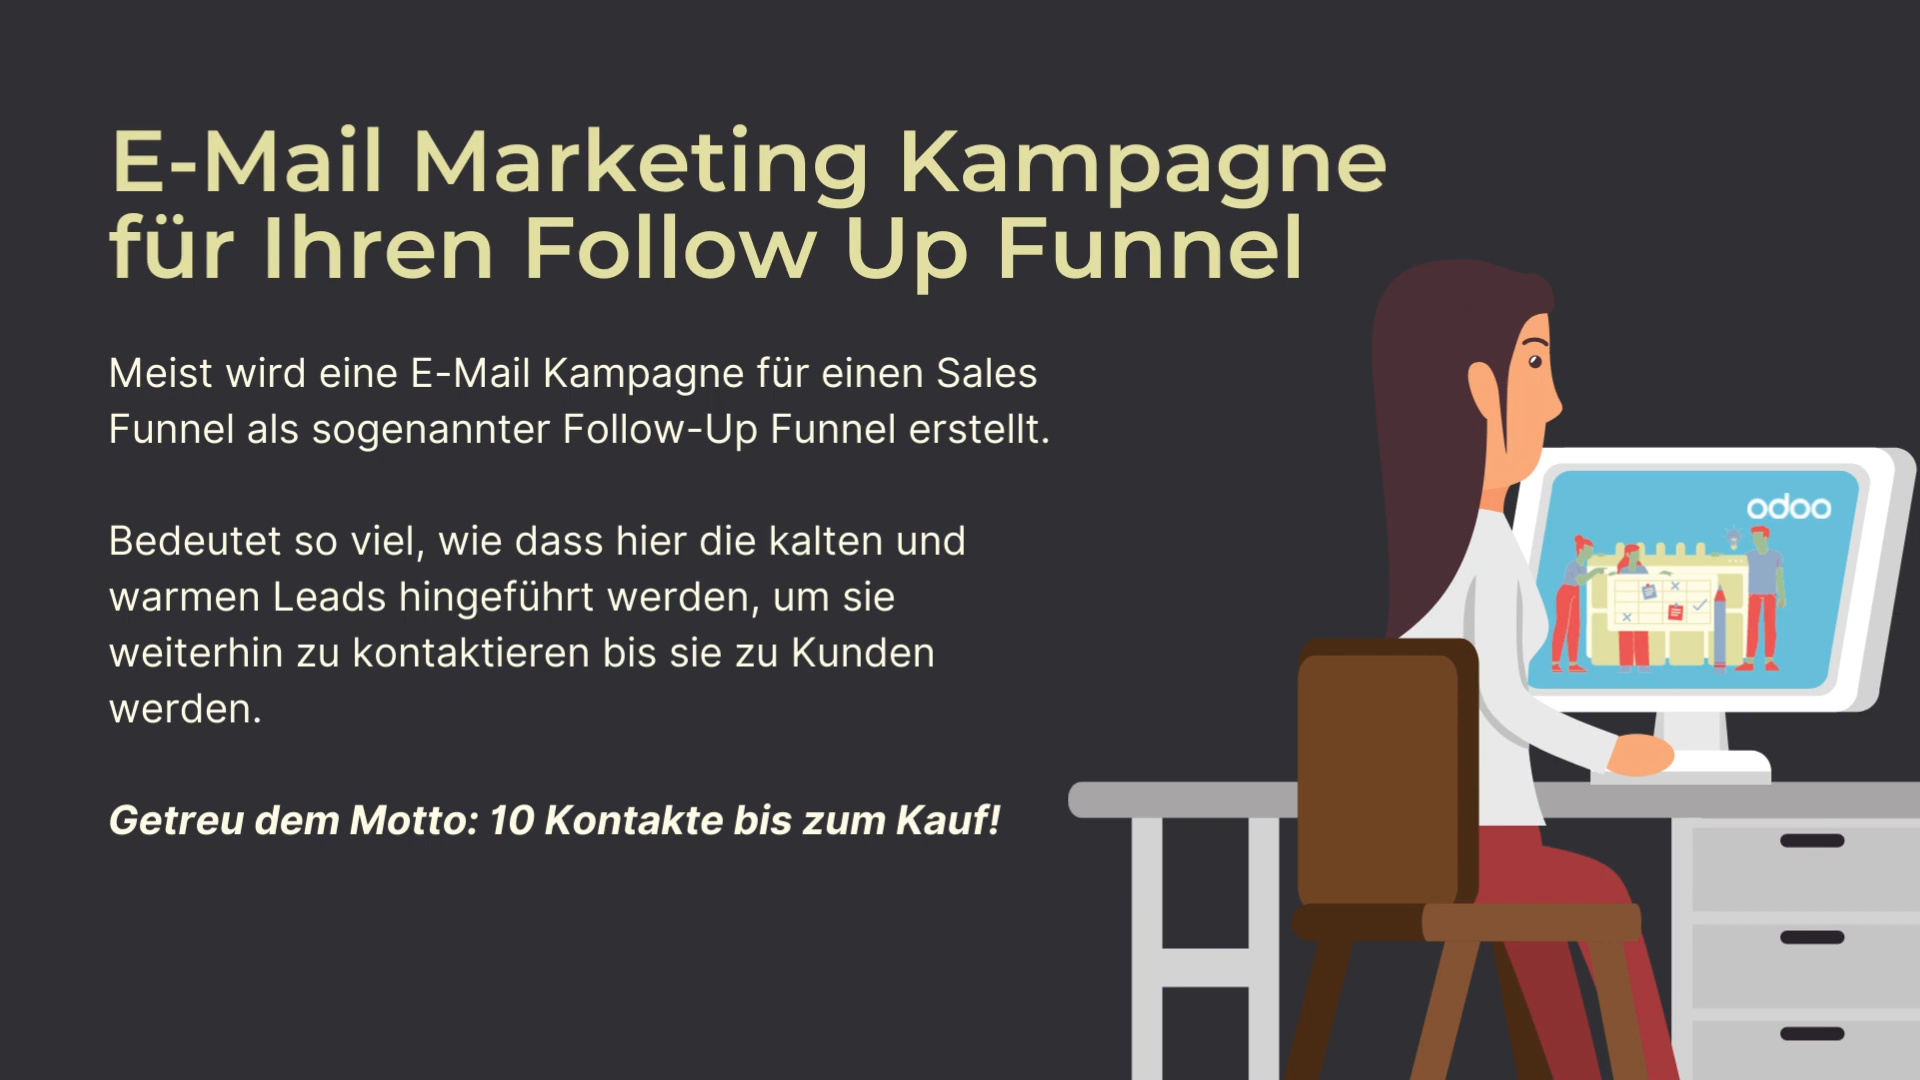 E-Mail Marketing Kampagne
für Ihren Follow Up Funnel
Meist wird eine E-Mail Kampagne für einen Sales
Funnel als sogenannter Follow-Up Funnel erstellt.
Bedeutet so viel, wie dass hier die kalten und
warmen Leads hingeführt werden, um sie
weiterhin zu kontaktieren bis sie zu Kunden
werden.
Getreu dem Motto: 10 Kontakte bis zum Kauf!
odoo